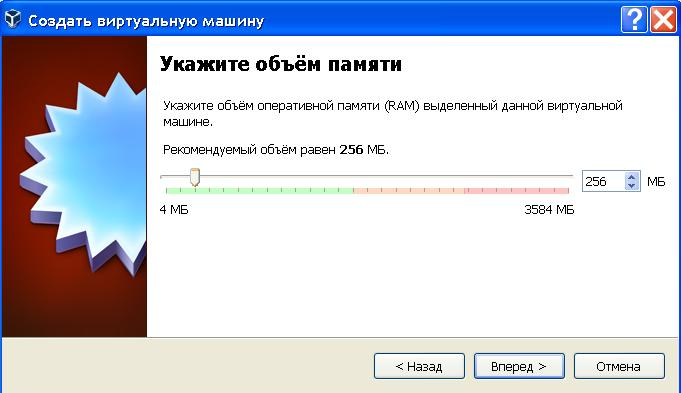 Создать виртуальную машину
Укажите объём памяти
Укажите объём оперативной памяти (RAM) выделенный данной виртуальной
машине.
Рекомендуемый объём равен 256 МБ.
256 МБ
4 МБ 3584 МБ
< Назад Вперед > Отмена